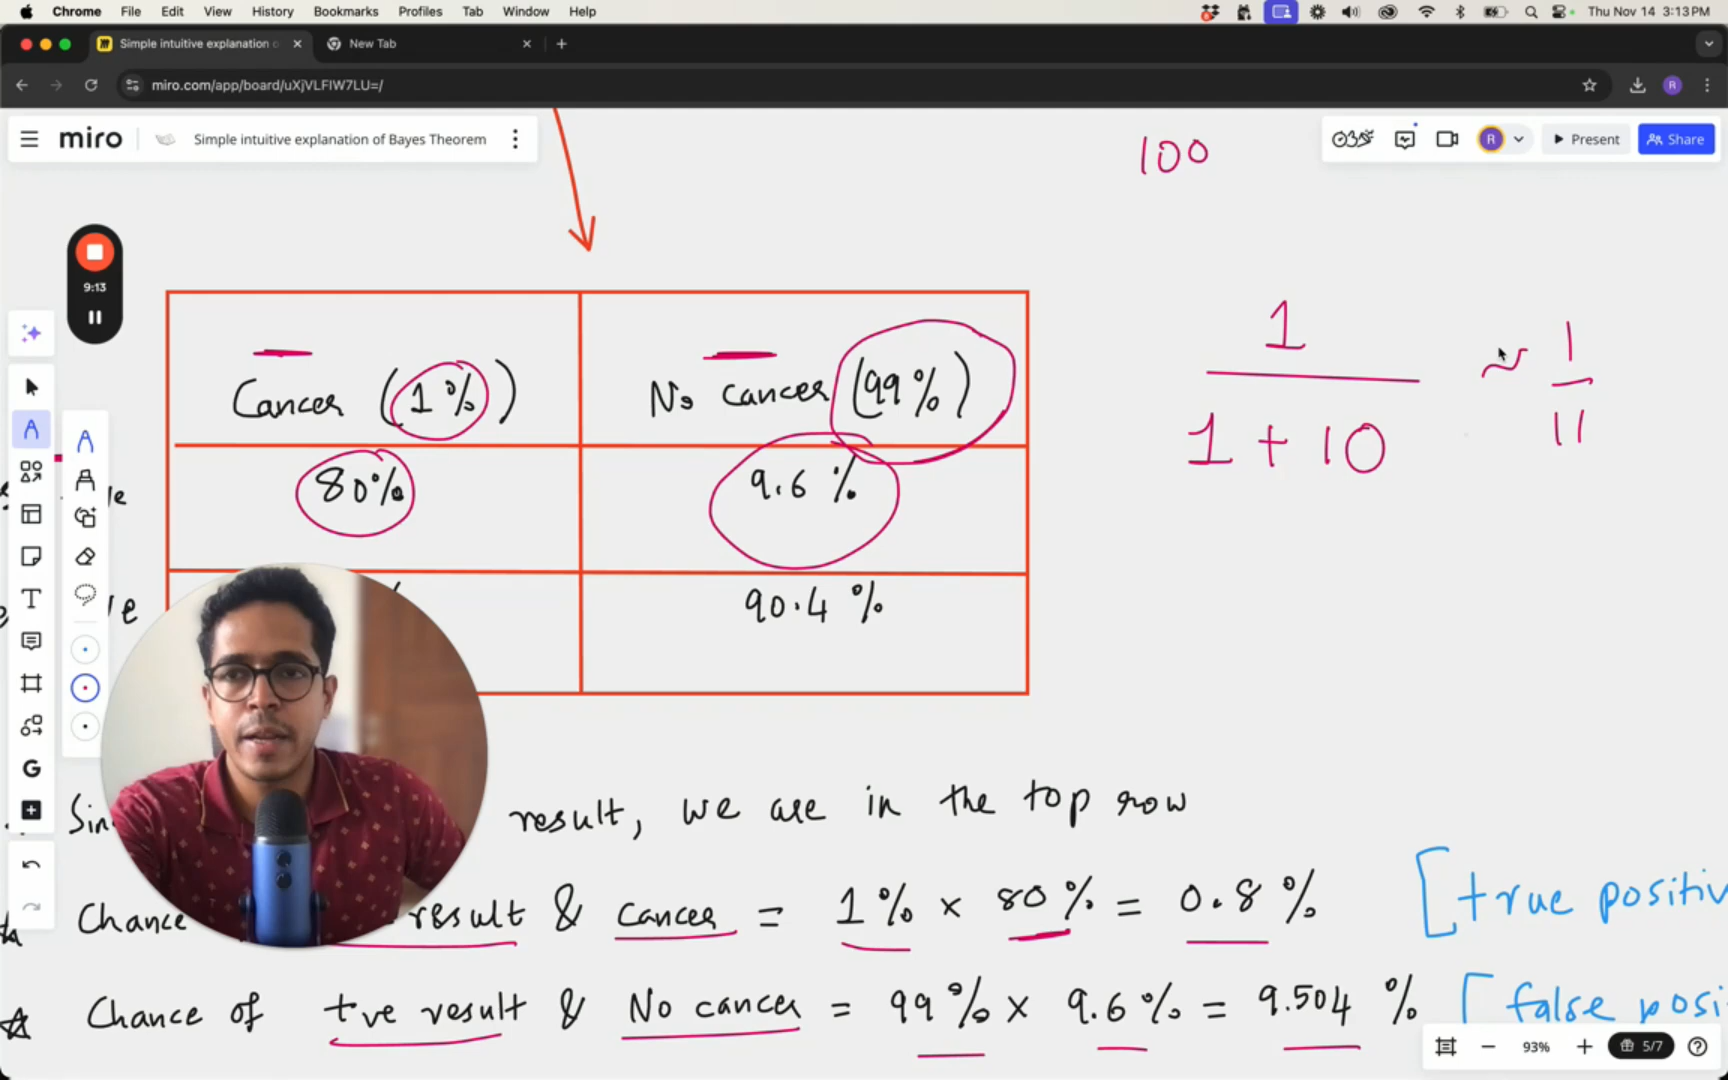 Chrome File Edit View History Bookmarks Profiles Tab Window Help Thu Nov 14 3:13 PM
Simple intuitive explanation o New Tab
miro.com/app/board/uXjVLFIW7LU=/ R
miro Simple intuitive explanation of Bayes Theorem R Present Share
100
9:13
Cancer (1%) No cancer (99%)
80% 9.6 %
90.4 %
1
1 + 10
~ 1
11
T
G
result, we are in the top row
Chance result & Cancer = 1% × 80% = 0.8 % [true positiv
Chance of +ve result & No cancer = 99% × 9.6% = 9.504 % [false posi
93% 5/7